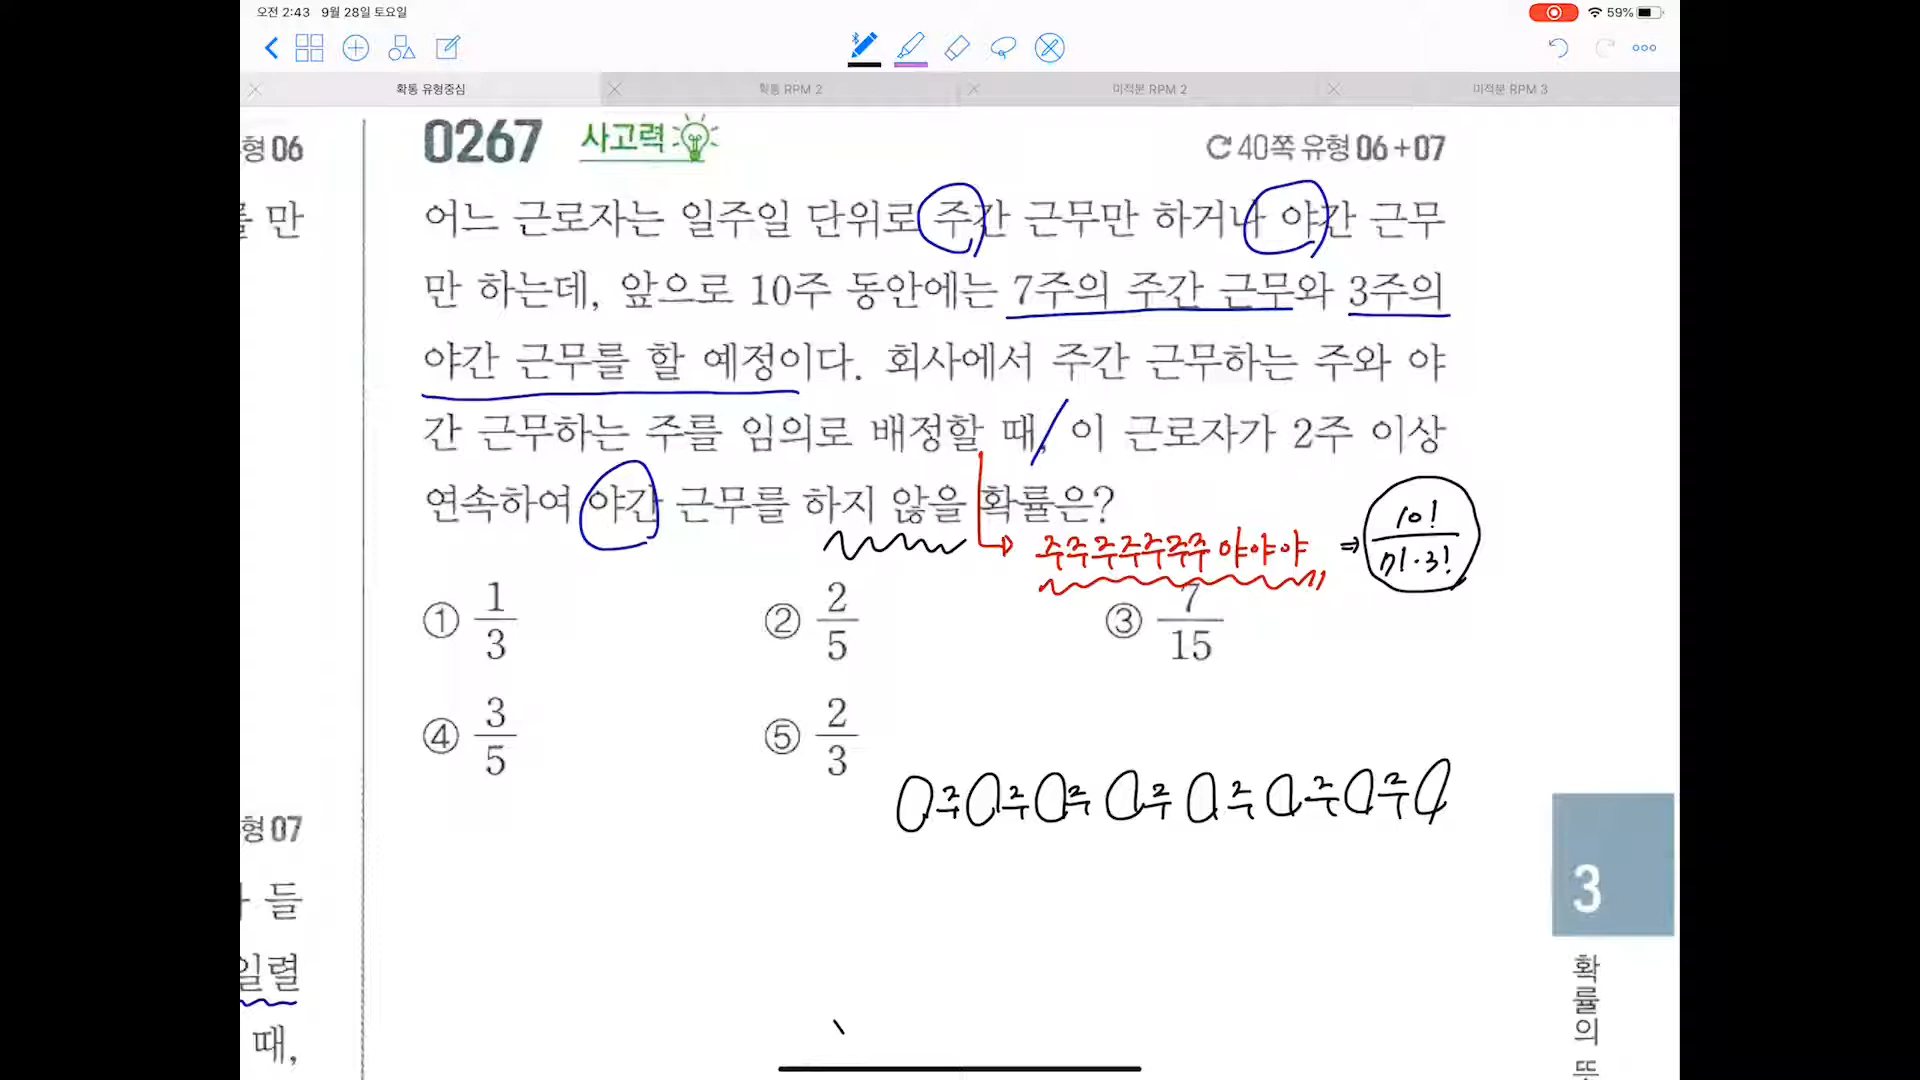 오전 2:43 9월 28일 토요일
59%
확통 유형중심
확통 RPM 2
미적분 RPM 2
미적분 RPM 3
형 06
를 만
0267 사고력
40쪽 유형 06+07
어느 근로자는 일주일 단위로 주간 근무만 하거나 야간 근무
만 하는데, 앞으로 10주 동안에는 7주의 주간 근무와 3주의
야간 근무를 할 예정이다. 회사에서 주간 근무하는 주와 야
간 근무하는 주를 임의로 배정할 때, 이 근로자가 2주 이상
연속하여 야간 근무를 하지 않을 확률은?
주주주주주주주 야야야 ⇒ 10!/7!·3!
① 1/3 ② 2/5 ③ 7/15
④ 3/5 ⑤ 2/3
주 주 주 주 주 주 주
형 07
들
일렬
때,
3
확률의